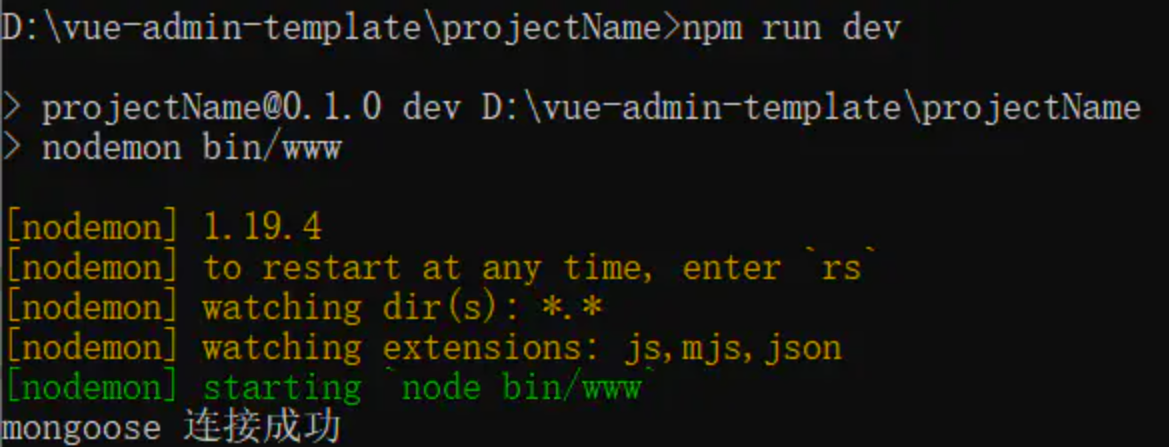 D:\vue-admin-template\projectName>npm run dev
> projectName@0.1.0 dev D:\vue-admin-template\projectName
> nodemon bin/www
[nodemon] 1.19.4
[nodemon] to restart at any time, enter `rs`
[nodemon] watching dir(s): *.*
[nodemon] watching extensions: js,mjs,json
[nodemon] starting `node bin/www`
mongoose 连接成功